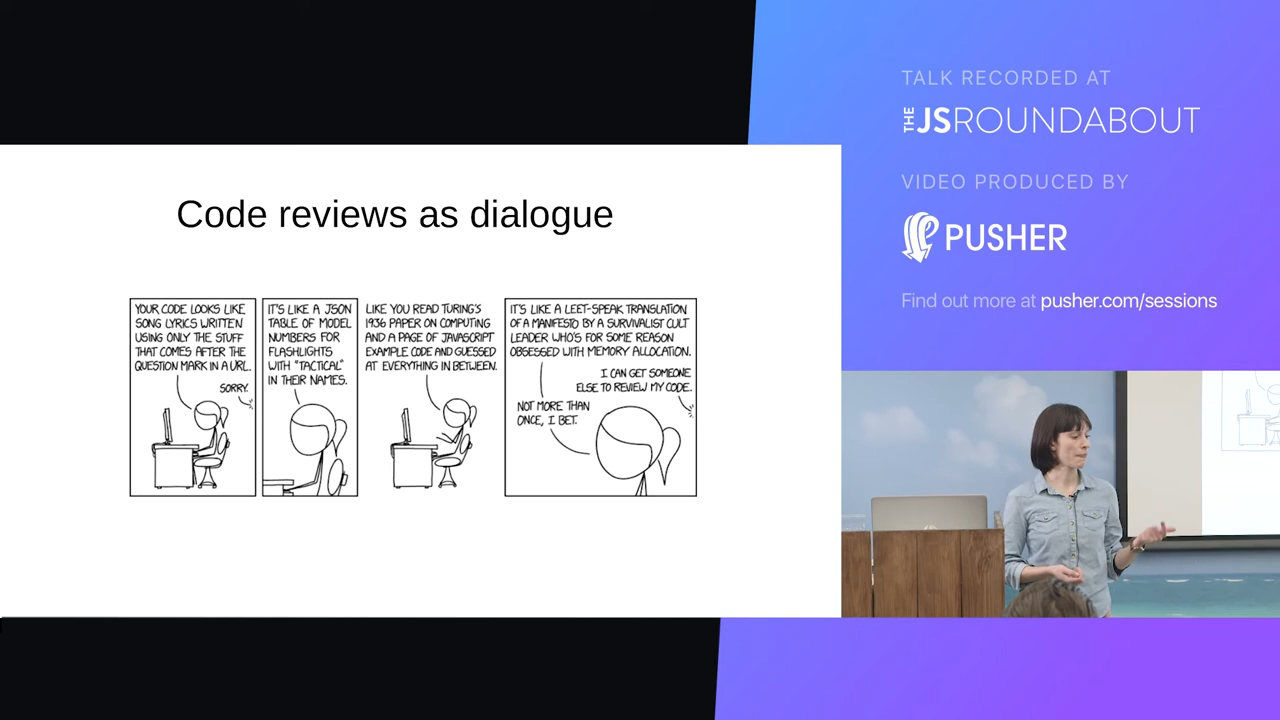 Code reviews as dialogue
YOUR CODE LOOKS LIKE
SONG LYRICS WRITTEN
USING ONLY THE STUFF
THAT COMES AFTER THE
QUESTION MARK IN A URL.
SORRY.
IT'S LIKE A JSON
TABLE OF MODEL
NUMBERS FOR
FLASHLIGHTS
WITH "TACTICAL"
IN THEIR NAMES.
LIKE YOU READ TURING'S
1936 PAPER ON COMPUTING
AND A PAGE OF JAVASCRIPT
EXAMPLE CODE AND GUESSED
AT EVERYTHING IN BETWEEN.
IT'S LIKE A LEET-SPEAK TRANSLATION
OF A MANIFESTO BY A SURVIVALIST CULT
LEADER WHO'S FOR SOME REASON
OBSESSED WITH MEMORY ALLOCATION.
I CAN GET SOMEONE
ELSE TO REVIEW MY CODE.
NOT MORE THAN
ONCE, I BET.
TALK RECORDED AT
THE JSROUNDABOUT
VIDEO PRODUCED BY
PUSHER
Find out more at pusher.com/sessions